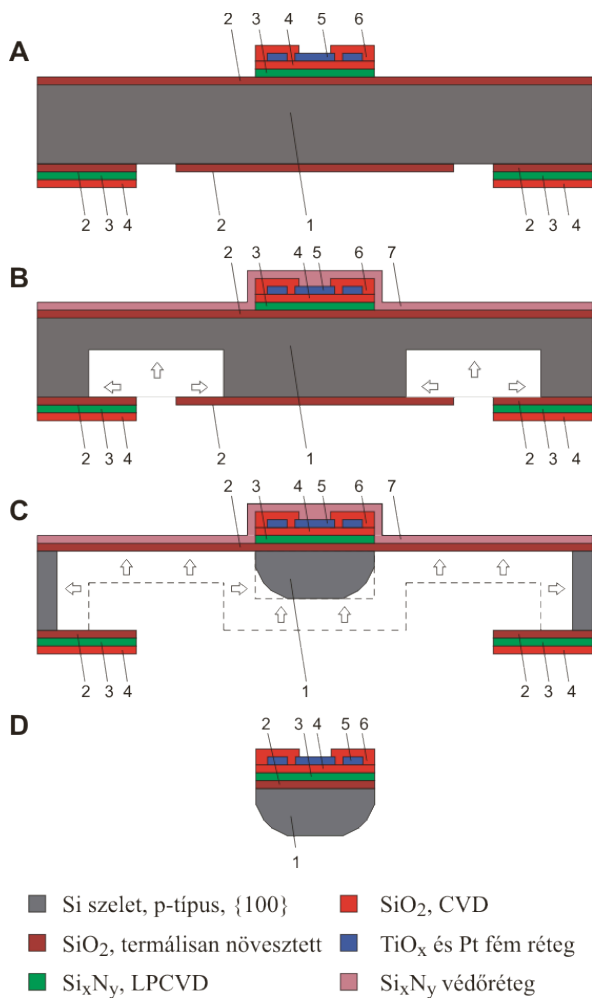 2 3 4 5 6
A
2 3 4 2 1 2 3 4
2 3 4 5 6 7
B
2 3 4 2 1 2 3 4
2 3 4 5 6 7
C
2 3 4 1 2 3 4
D
2 3 4 5 6
1
Si szelet, p-típus, {100}
SiO₂, CVD
SiO₂, termálisan növesztett
TiOₓ és Pt fém réteg
SiₓNy, LPCVD
SiₓNy védőréteg